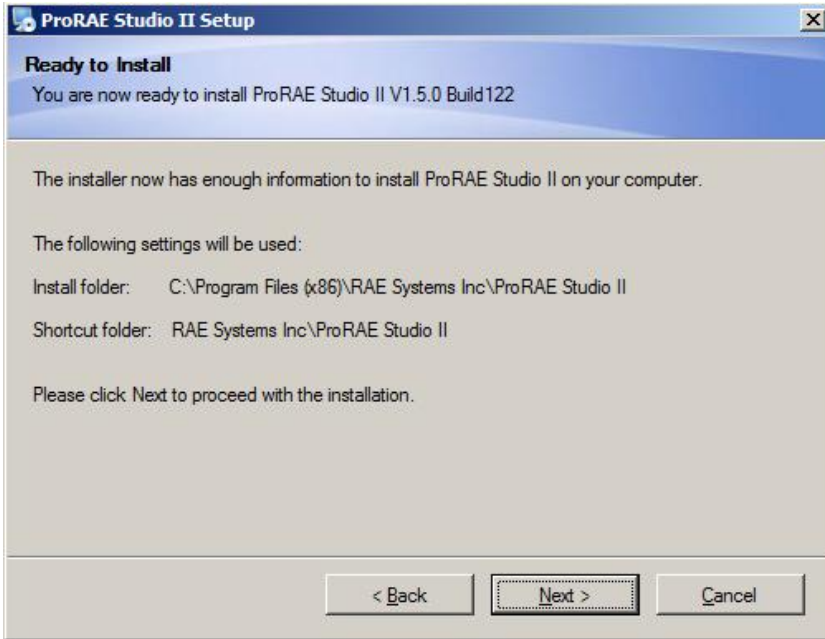 ProRAE Studio II Setup
Ready to Install
You are now ready to install ProRAE Studio II V1.5.0 Build122
The installer now has enough information to install ProRAE Studio II on your computer.
The following settings will be used:
Install folder: C:\Program Files (x86)\RAE Systems Inc\ProRAE Studio II
Shortcut folder: RAE Systems Inc\ProRAE Studio II
Please click Next to proceed with the installation.
< Back Next > Cancel